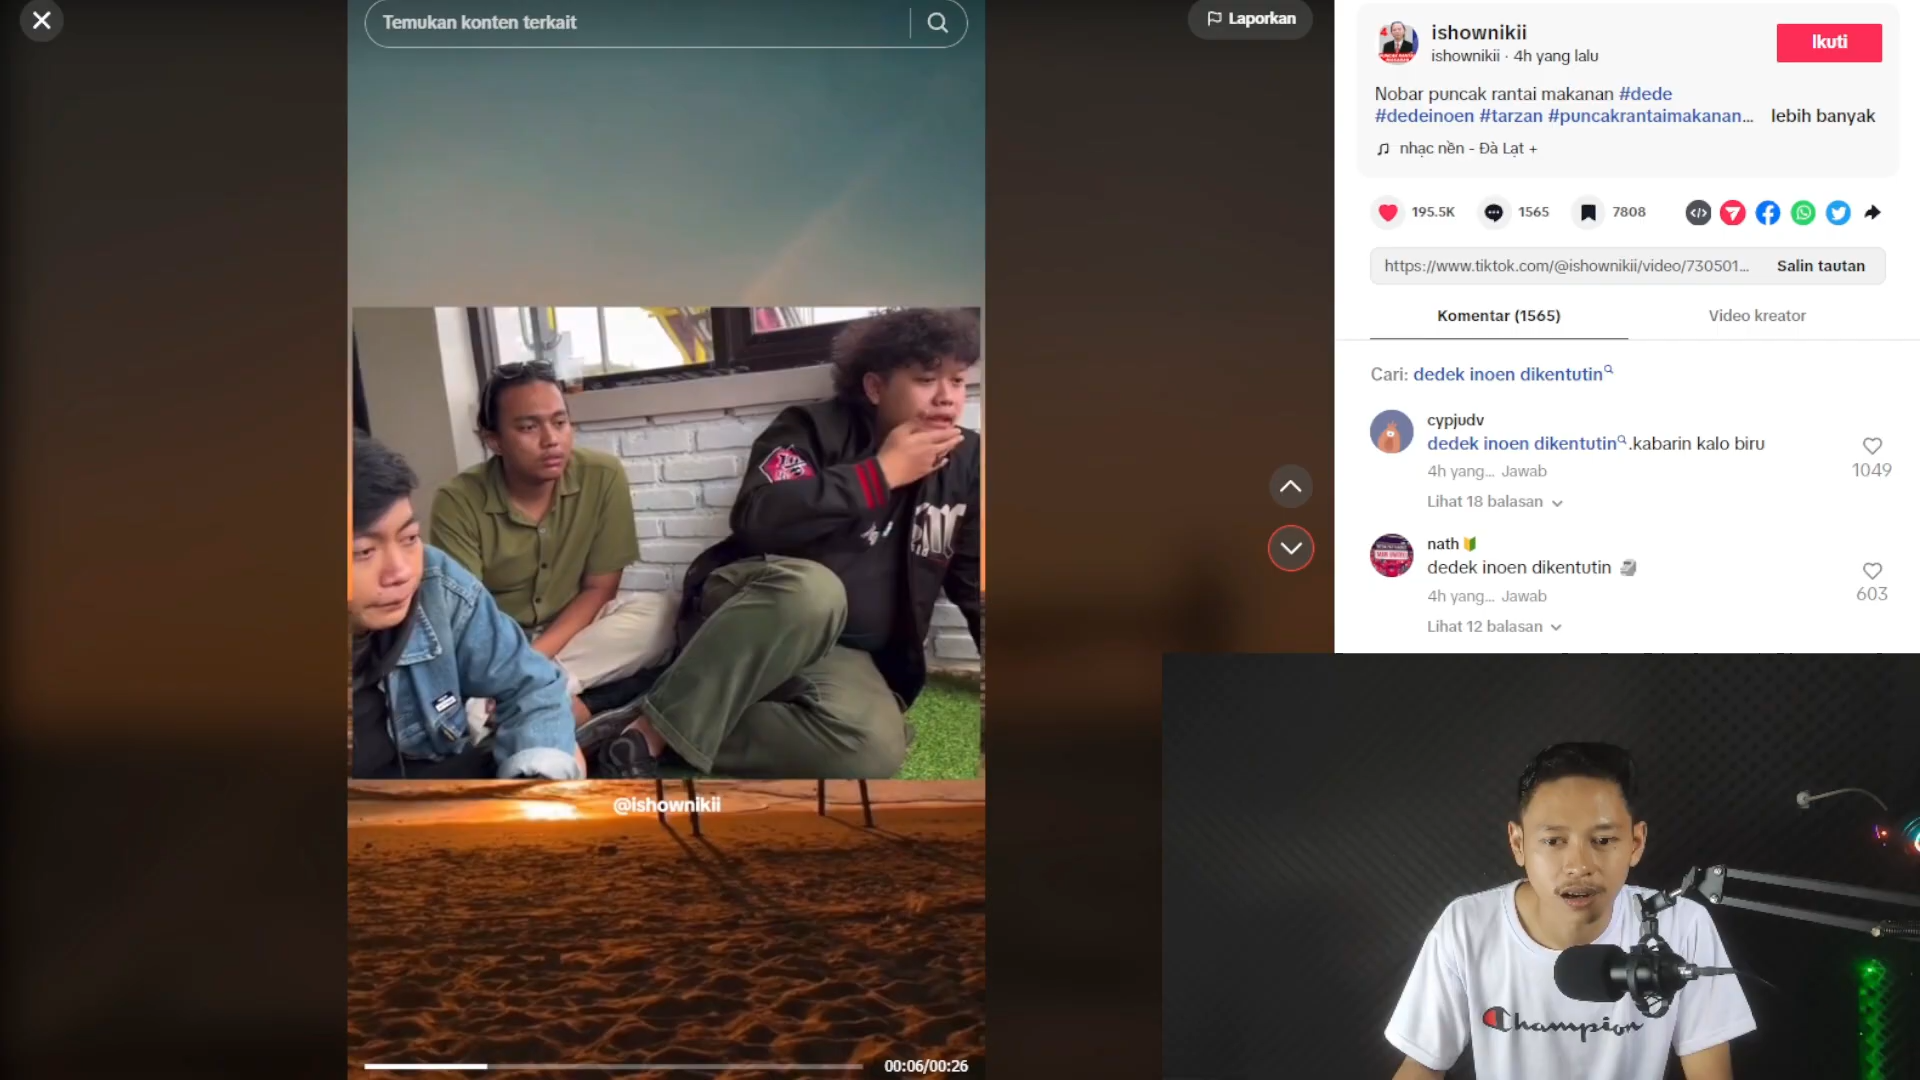 Temukan konten terkait
Laporkan
@ishownikii
00:06/00:26
ishownikii
ishownikii · 4h yang lalu
Ikuti
Nobar puncak rantai makanan #dede
#dedeinoen #tarzan #puncakrantaimakanan... lebih banyak
nhạc nền - Đà Lạt +
195.5K 1565 7808
https://www.tiktok.com/@ishownikii/video/730501... Salin tautan
Komentar (1565) Video kreator
Cari: dedek inoen dikentutin
cypjudv
dedek inoen dikentutin .kabarin kalo biru
4h yang... Jawab
1049
Lihat 18 balasan
nath
dedek inoen dikentutin
4h yang... Jawab
603
Lihat 12 balasan
Champion